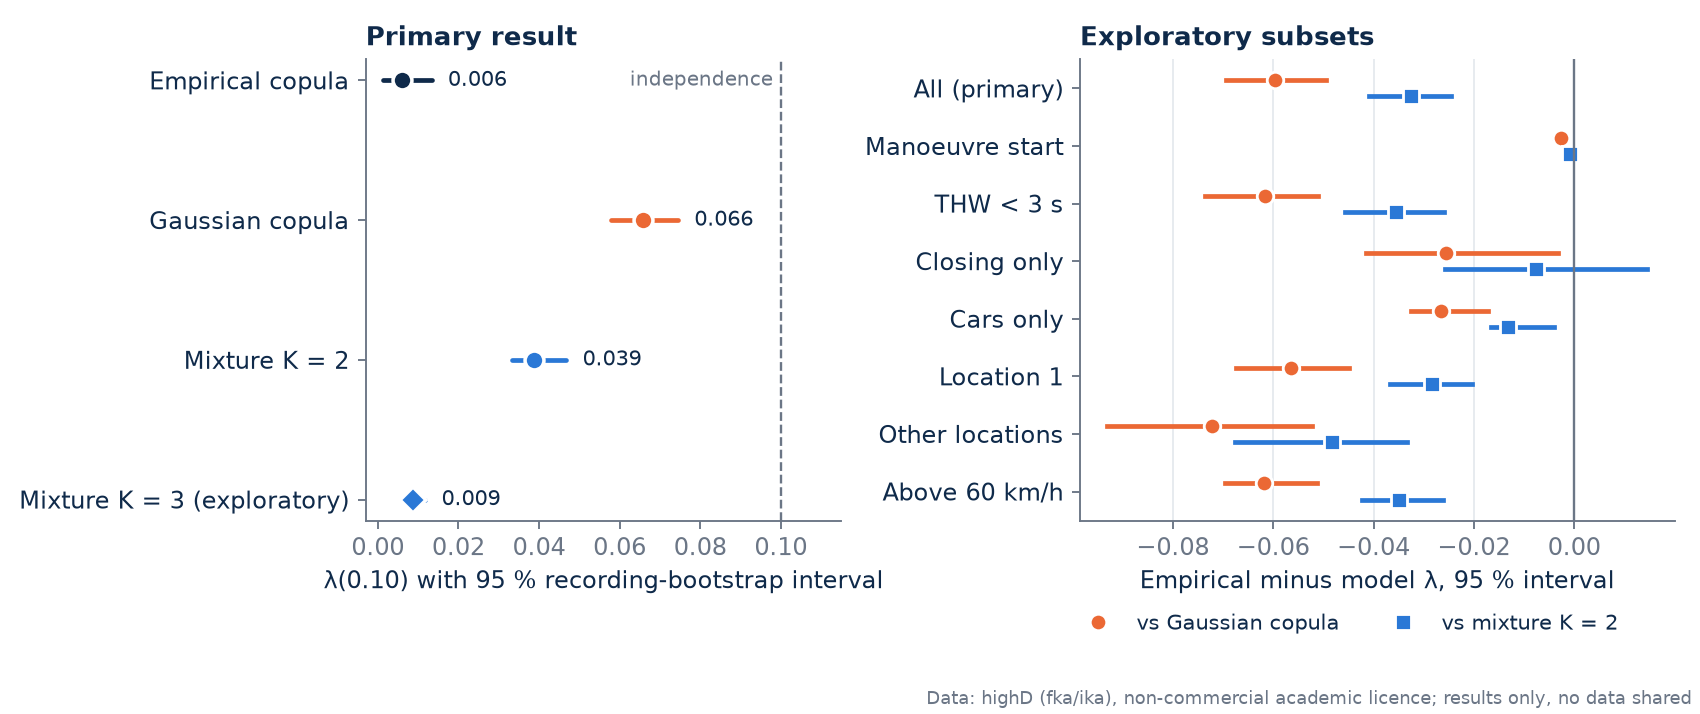 Primary result
Empirical copula
0.006
independence
Gaussian copula
0.066
Mixture K = 2
0.039
Mixture K = 3 (exploratory)
0.009
0.00 0.02 0.04 0.06 0.08 0.10
λ(0.10) with 95 % recording-bootstrap interval
Exploratory subsets
All (primary)
Manoeuvre start
THW < 3 s
Closing only
Cars only
Location 1
Other locations
Above 60 km/h
−0.08 −0.06 −0.04 −0.02 0.00
Empirical minus model λ, 95 % interval
vs Gaussian copula vs mixture K = 2
Data: highD (fka/ika), non-commercial academic licence; results only, no data shared